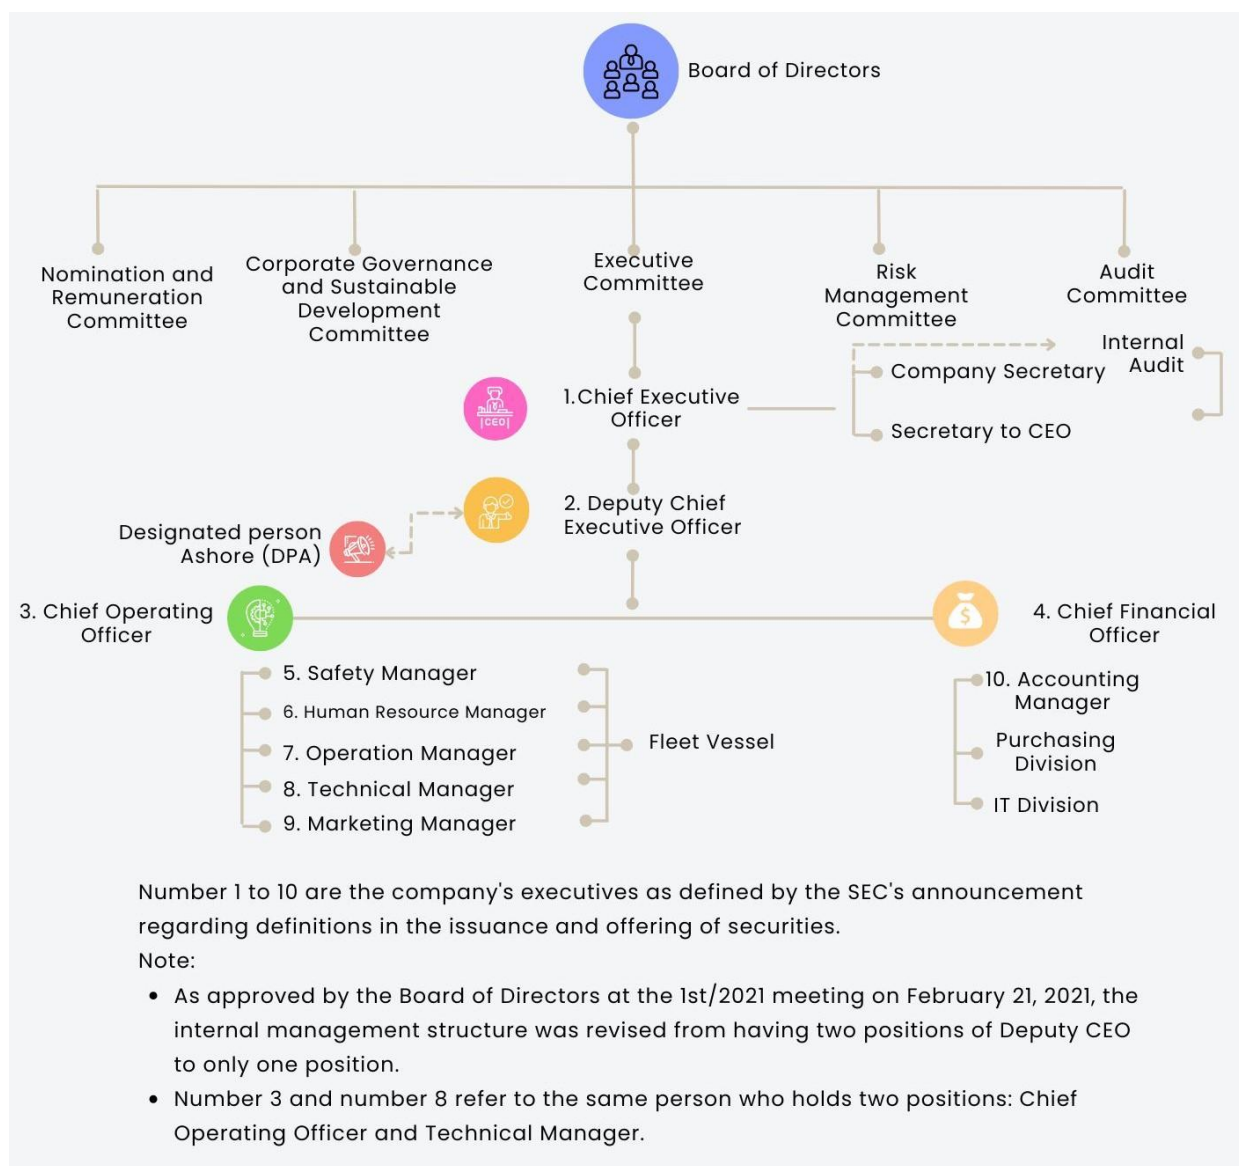 Board of Directors
Nomination and
Remuneration
Committee
Corporate Governance
and Sustainable
Development
Committee
Executive
Committee
Risk
Management
Committee
Audit
Committee
Internal
Audit
Company Secretary
Secretary to CEO
1.Chief Executive
Officer
|CEO|
2. Deputy Chief
Executive Officer
Designated person
Ashore (DPA)
3. Chief Operating
Officer
$
4. Chief Financial
Officer
5. Safety Manager
6. Human Resource Manager
7. Operation Manager
8. Technical Manager
9. Marketing Manager
Fleet Vessel
10. Accounting
Manager
Purchasing
Division
IT Division
Number 1 to 10 are the company's executives as defined by the SEC's announcement
regarding definitions in the issuance and offering of securities.
Note:
• As approved by the Board of Directors at the 1st/2021 meeting on February 21, 2021, the
internal management structure was revised from having two positions of Deputy CEO
to only one position.
• Number 3 and number 8 refer to the same person who holds two positions: Chief
Operating Officer and Technical Manager.